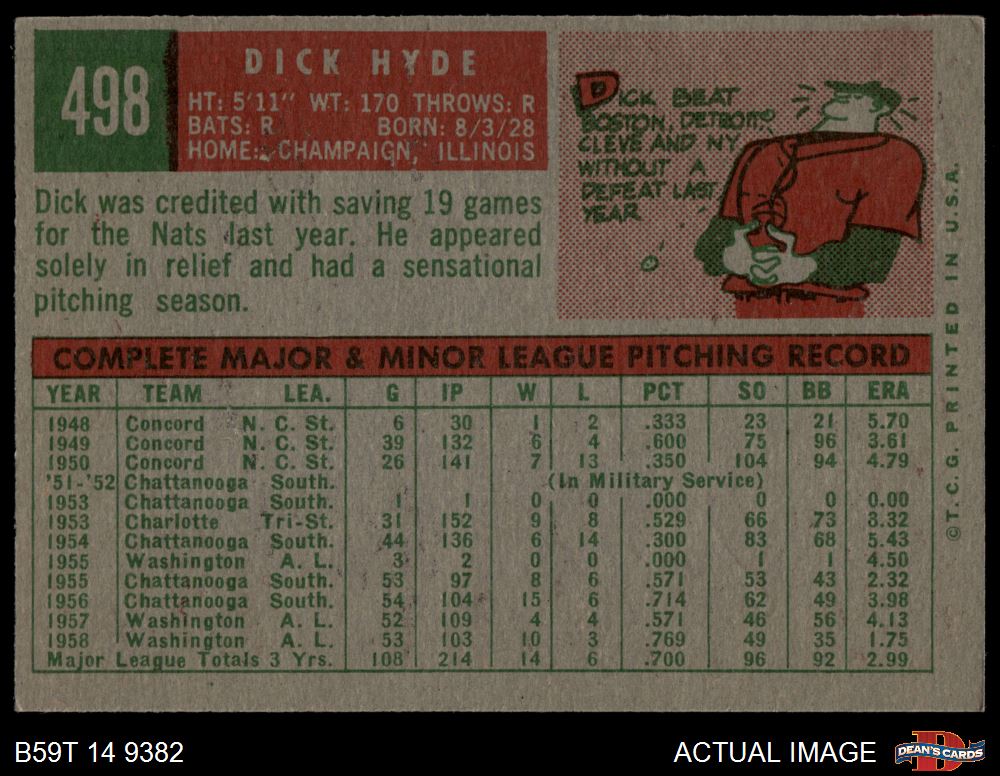 498
DICK HYDE
HT: 5'11" WT: 170 THROWS: R
BATS: R BORN: 8/3/28
HOME: CHAMPAIGN, ILLINOIS
DICK BEAT
BOSTON, DETROIT,
CLEVE AND NY
WITHOUT A
DEFEAT LAST
YEAR
Dick was credited with saving 19 games
for the Nats last year. He appeared
solely in relief and had a sensational
pitching season.
COMPLETE MAJOR & MINOR LEAGUE PITCHING RECORD
YEAR TEAM LEA. G IP W L PCT SO BB ERA
1948 Concord N. C. St. 6 30 1 2 .333 23 21 5.70
1949 Concord N. C. St. 39 132 6 4 .600 75 96 3.61
1950 Concord N. C. St. 26 141 7 13 .350 104 94 4.79
'51-'52 Chattanooga South. (In Military Service)
1953 Chattanooga South. 1 1 0 0 .000 0 0 0.00
1953 Charlotte Tri-St. 31 152 9 8 .529 66 73 3.32
1954 Chattanooga South. 44 136 6 14 .300 83 68 5.43
1955 Washington A. L. 3 2 0 0 .000 1 1 4.50
1955 Chattanooga South. 53 97 8 6 .571 53 43 2.32
1956 Chattanooga South. 54 104 15 6 .714 62 49 3.98
1957 Washington A. L. 52 109 4 4 .571 46 56 4.13
1958 Washington A. L. 53 103 10 3 .769 49 35 1.75
Major League Totals 3 Yrs. 108 214 14 6 .700 96 92 2.99
©T.C.G. PRINTED IN U.S.A.
B59T 14 9382
ACTUAL IMAGE
DEAN'S CARDS